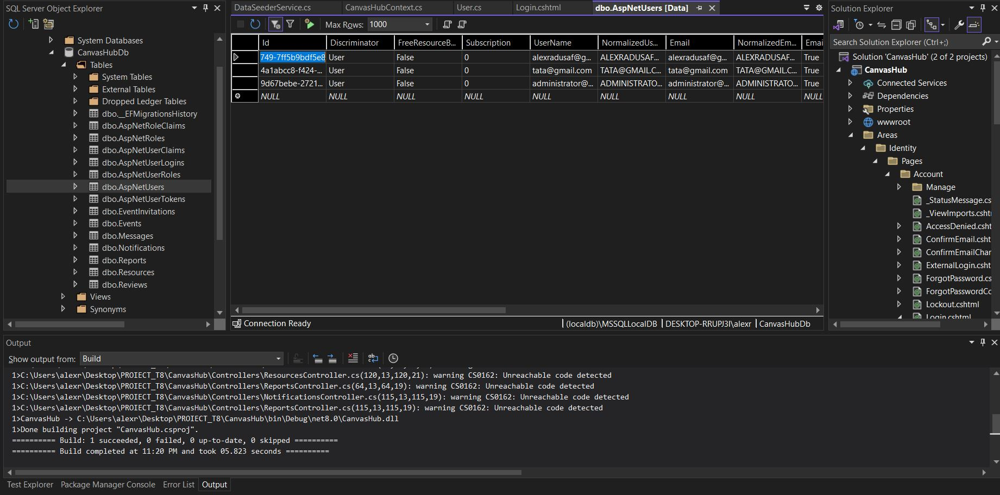 SQL Server Object Explorer
System Databases
CanvasHubDb
Tables
System Tables
External Tables
Dropped Ledger Tables
dbo.__EFMigrationsHistory
dbo.AspNetRoleClaims
dbo.AspNetRoles
dbo.AspNetUserClaims
dbo.AspNetUserLogins
dbo.AspNetUserRoles
dbo.AspNetUsers
dbo.AspNetUserTokens
dbo.EventInvitations
dbo.Events
dbo.Messages
dbo.Notifications
dbo.Reports
dbo.Resources
dbo.Reviews
Views
Synonyms
DataSeederService.cs CanvasHubContext.cs User.cs Login.cshtml dbo.AspNetUsers [Data]
Max Rows: 1000
Id Discriminator FreeResourceB... Subscription UserName NormalizedUs... Email NormalizedEm... Emai
749-7ff5b9bdf5e8 User False 0 alexradusaf@g... ALEXRADUSAF... alexradusaf@g... ALEXRADUSAF... True
4a1abcc8-f424-... User False 0 tata@gmail.com TATA@GMAIL.C... tata@gmail.com TATA@GMAIL.C... True
9d67bebe-2721... User False 0 administrator@... ADMINISTRATO... administrator@... ADMINISTRATO... True
NULL NULL NULL NULL NULL NULL NULL NULL NULL
Connection Ready (localdb)\MSSQLLocalDB DESKTOP-RRUPJ3I\alexr CanvasHubDb
Solution Explorer
Search Solution Explorer (Ctrl+;)
Solution 'CanvasHub' (2 of 2 projects)
CanvasHub
Connected Services
Dependencies
Properties
wwwroot
Areas
Identity
Pages
Account
Manage
_StatusMessage.cs
_ViewImports.csht
AccessDenied.csht
ConfirmEmail.csht
ConfirmEmailChar
ExternalLogin.csht
ForgotPassword.cs
ForgotPasswordCo
Lockout.cshtml
Login.cshtml
Output
Show output from: Build
1>C:\Users\alexr\Desktop\PROIECT_T8\CanvasHub\Controllers\ResourcesController.cs(120,13,120,21): warning CS0162: Unreachable code detected
1>C:\Users\alexr\Desktop\PROIECT_T8\CanvasHub\Controllers\ReportsController.cs(64,13,64,19): warning CS0162: Unreachable code detected
1>C:\Users\alexr\Desktop\PROIECT_T8\CanvasHub\Controllers\NotificationsController.cs(115,13,115,19): warning CS0162: Unreachable code detected
1>C:\Users\alexr\Desktop\PROIECT_T8\CanvasHub\Controllers\ReportsController.cs(115,13,115,19): warning CS0162: Unreachable code detected
1>CanvasHub -> C:\Users\alexr\Desktop\PROIECT_T8\CanvasHub\bin\Debug\net8.0\CanvasHub.dll
1>Done building project "CanvasHub.csproj".
========== Build: 1 succeeded, 0 failed, 0 up-to-date, 0 skipped ==========
========== Build completed at 11:20 PM and took 05.823 seconds ==========
Test Explorer Package Manager Console Error List Output